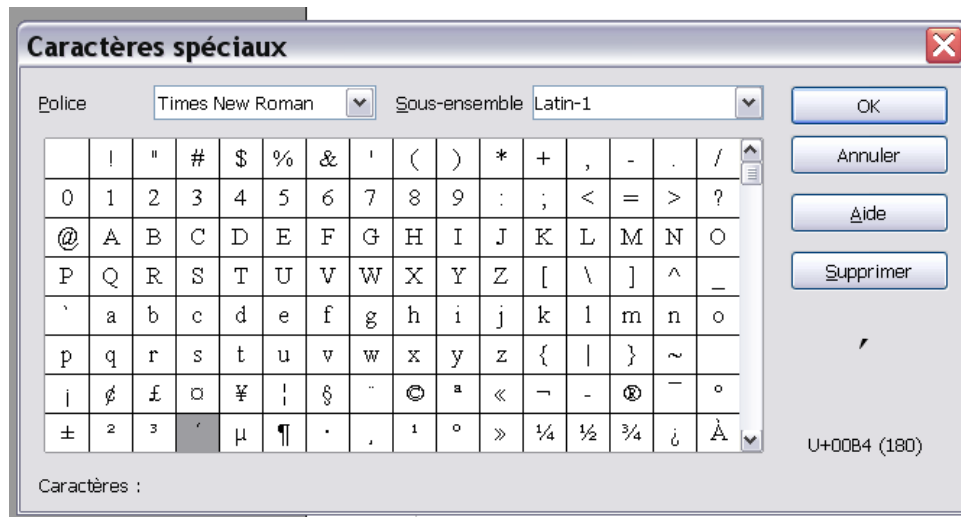 Caractères spéciaux
Police Times New Roman Sous-ensemble Latin-1 OK
! " # $ % & ' ( ) * + , - . / Annuler
0 1 2 3 4 5 6 7 8 9 : ; < = > ? Aide
@ A B C D E F G H I J K L M N O
P Q R S T U V W X Y Z [ \ ] ^ _ Supprimer
` a b c d e f g h i j k l m n o
p q r s t u v w x y z { | } ~ ´
¡ ¢ £ ¤ ¥ ¦ § ¨ © ª « ¬ - ® ¯ °
± ² ³ ´ µ ¶ · ¸ ¹ º » ¼ ½ ¾ ¿ À U+00B4 (180)
Caractères :